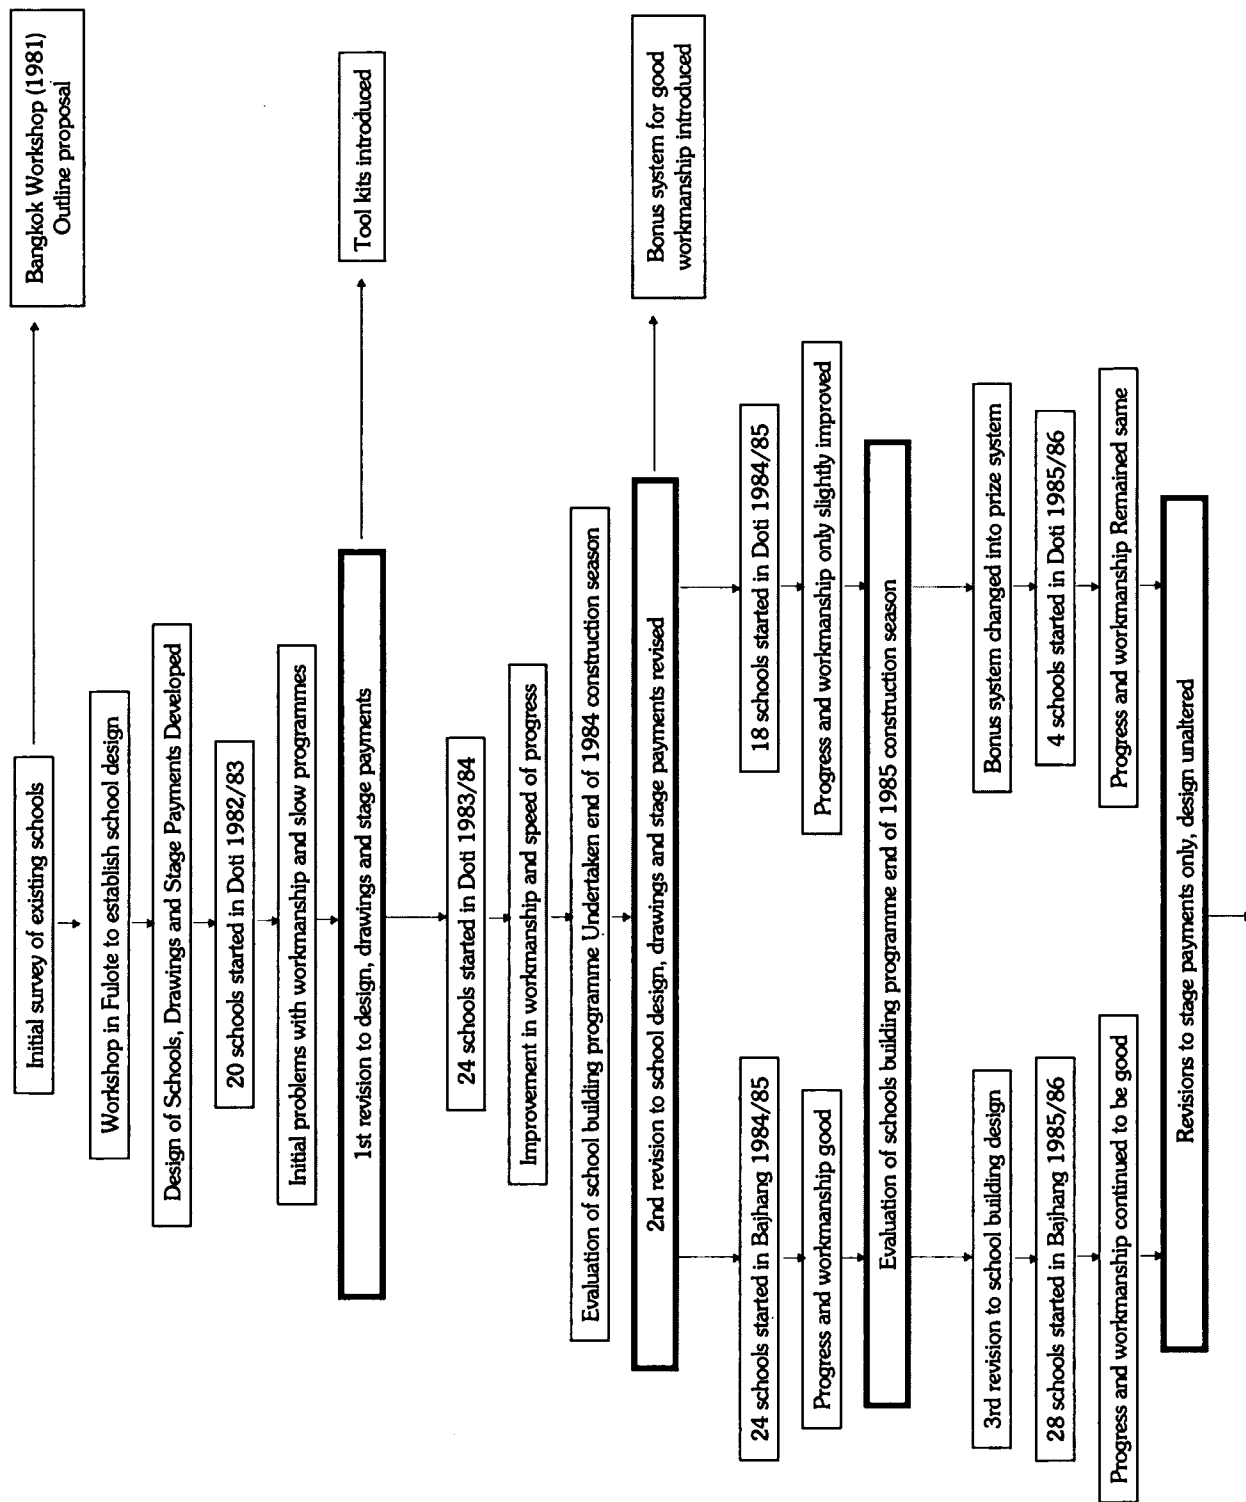 Initial survey of existing schools
Bangkok Workshop (1981)
Outline proposal
Workshop in Fulote to establish school design
Design of Schools, Drawings and Stage Payments Developed
20 schools started in Doti 1982/83
Initial problems with workmanship and slow programmes
1st revision to design, drawings and stage payments
Tool kits introduced
24 schools started in Doti 1983/84
Improvement in workmanship and speed of progress
Evaluation of school building programme Undertaken end of 1984 construction season
2nd revision to school design, drawings and stage payments revised
Bonus system for good
workmanship introduced
24 schools started in Bajhang 1984/85
18 schools started in Doti 1984/85
Progress and workmanship good
Progress and workmanship only slightly improved
Evaluation of schools building programme end of 1985 construction season
3rd revision to school building design
Bonus system changed into prize system
28 schools started in Bajhang 1985/86
4 schools started in Doti 1985/86
Progress and workmanship continued to be good
Progress and workmanship Remained same
Revisions to stage payments only, design unaltered